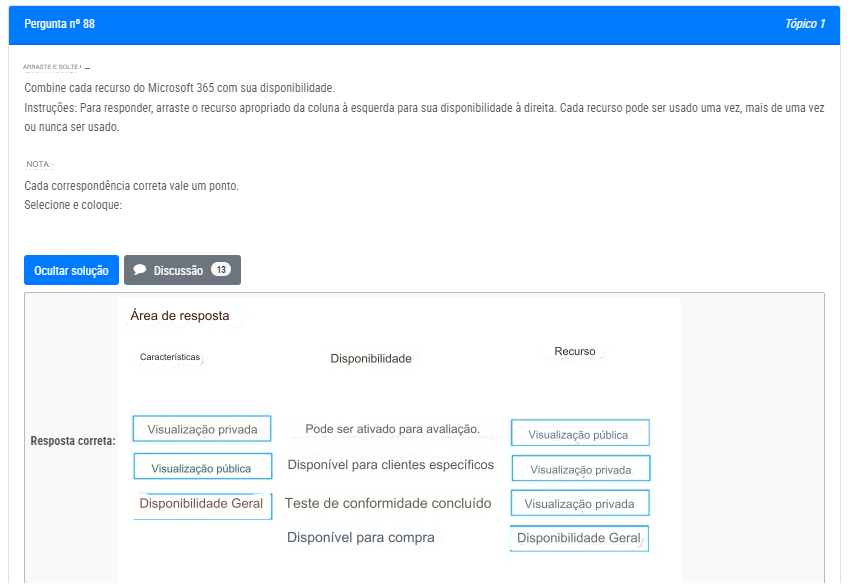 Pergunta nº 88
Tópico 1
ARRASTE E SOLTE
Combine cada recurso do Microsoft 365 com sua disponibilidade.
Instruções: Para responder, arraste o recurso apropriado da coluna à esquerda para sua disponibilidade à direita. Cada recurso pode ser usado uma vez, mais de uma vez
ou nunca ser usado.
NOTA:
Cada correspondência correta vale um ponto.
Selecione e coloque:
Ocultar solução
Discussão 13
Área de resposta
Características
Disponibilidade
Recurso
Resposta correta:
Visualização privada
Pode ser ativado para avaliação.
Visualização pública
Visualização pública
Disponível para clientes específicos
Visualização privada
Disponibilidade Geral
Teste de conformidade concluído
Visualização privada
Disponível para compra
Disponibilidade Geral